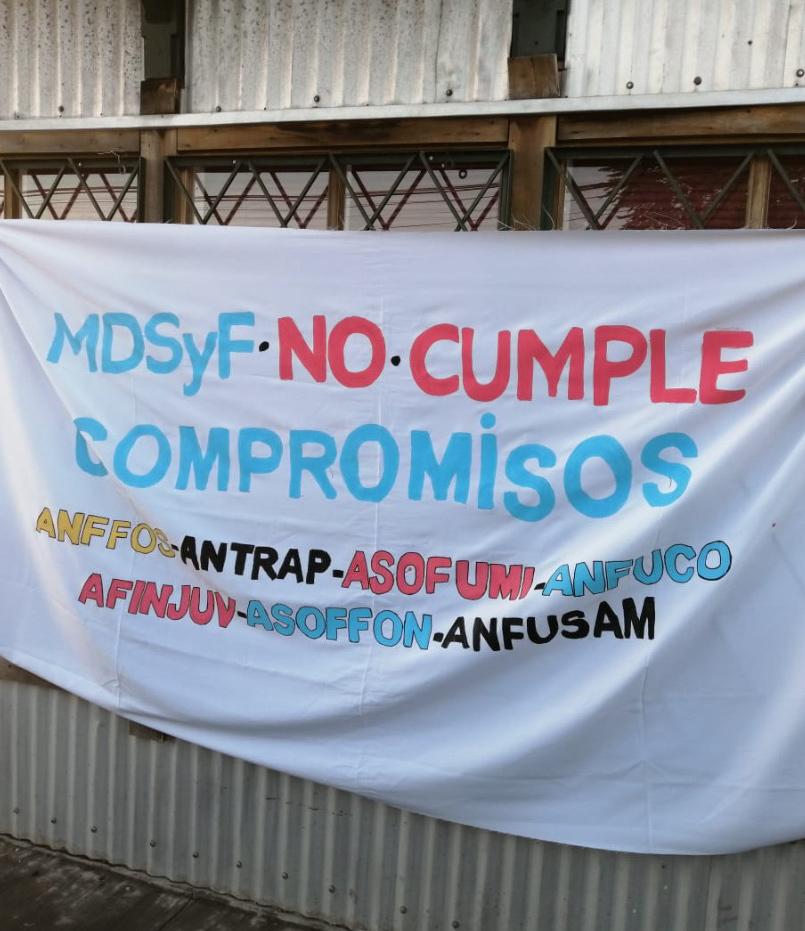 MDSyF·NO·CUMPLE
COMPROMiSOS
ANFFOS-ANTRAP-ASOFUMI-ANFUCO
AFINJUV-ASOFFON-ANFUSAM